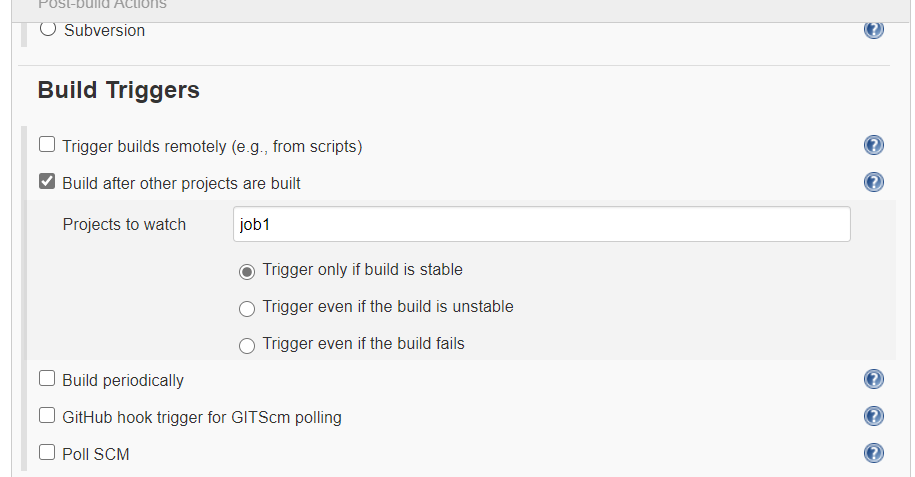 Post-build Actions
Subversion
Build Triggers
Trigger builds remotely (e.g., from scripts)
Build after other projects are built
Projects to watch job1
Trigger only if build is stable
Trigger even if the build is unstable
Trigger even if the build fails
Build periodically
GitHub hook trigger for GITScm polling
Poll SCM